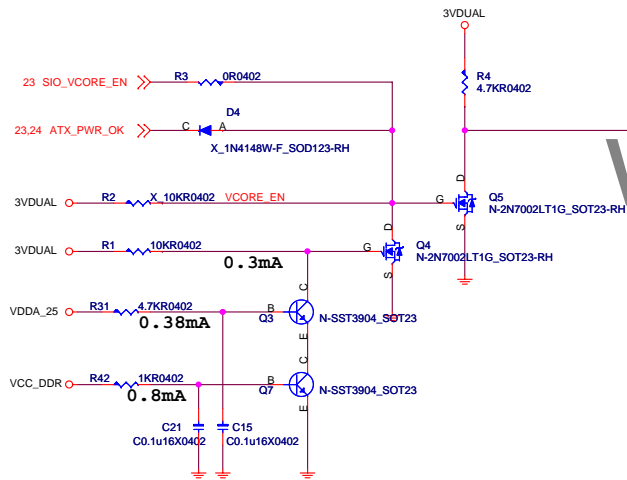 3VDUAL
R4
4.7KR0402
23 SIO_VCORE_EN
R3
0R0402
D4
23,24 ATX_PWR_OK
C
A
X_1N4148W-F_SOD123-RH
D
3VDUAL
R2
X_10KR0402
VCORE_EN
G
Q5
N-2N7002LT1G_SOT23-RH
S
D
3VDUAL
R1
10KR0402
G
Q4
N-2N7002LT1G_SOT23-RH
0.3mA
S
C
VDDA_25
R31
4.7KR0402
B
Q3
N-SST3904_SOT23
0.38mA
E
C
VCC_DDR
R42
1KR0402
B
Q7
N-SST3904_SOT23
0.8mA
E
C21
C15
C0.1u16X0402
C0.1u16X0402